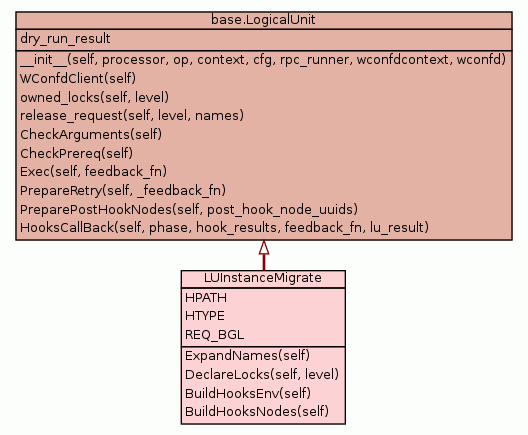 base.LogicalUnit
dry_run_result
__init__(self, processor, op, context, cfg, rpc_runner, wconfdcontext, wconfd)
WConfdClient(self)
owned_locks(self, level)
release_request(self, level, names)
CheckArguments(self)
CheckPrereq(self)
Exec(self, feedback_fn)
PrepareRetry(self, _feedback_fn)
PreparePostHookNodes(self, post_hook_node_uuids)
HooksCallBack(self, phase, hook_results, feedback_fn, lu_result)
LUInstanceMigrate
HPATH
HTYPE
REQ_BGL
ExpandNames(self)
DeclareLocks(self, level)
BuildHooksEnv(self)
BuildHooksNodes(self)